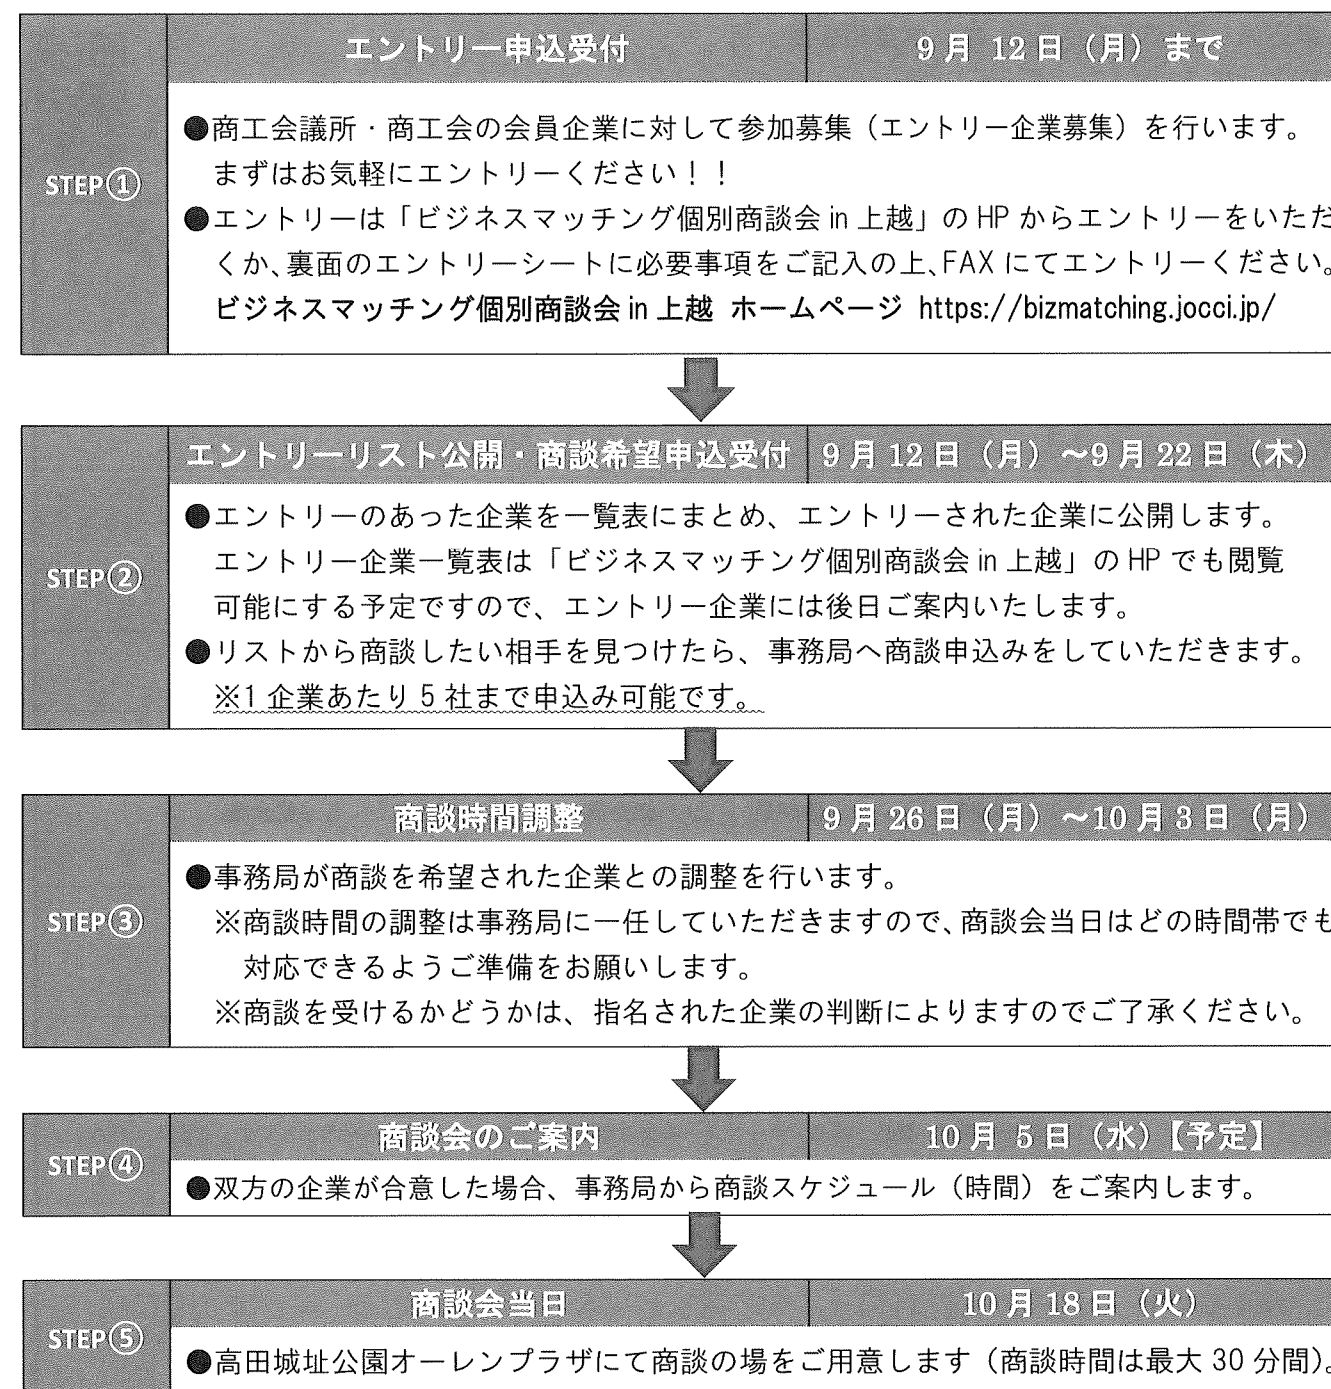 エントリー申込受付 9月 12日（月）まで
STEP①
●商工会議所・商工会の会員企業に対して参加募集（エントリー企業募集）を行います。
まずはお気軽にエントリーください！！
●エントリーは「ビジネスマッチング個別商談会 in 上越」の HP からエントリーをいただ
くか、裏面のエントリーシートに必要事項をご記入の上、FAX にてエントリーください。
ビジネスマッチング個別商談会 in 上越 ホームページ https://bizmatching.jocci.jp/
エントリーリスト公開・商談希望申込受付 9月 12日（月）～9月 22日（木）
STEP②
●エントリーのあった企業を一覧表にまとめ、エントリーされた企業に公開します。
エントリー企業一覧表は「ビジネスマッチング個別商談会 in 上越」の HP でも閲覧
可能にする予定ですので、エントリー企業には後日ご案内いたします。
●リストから商談したい相手を見つけたら、事務局へ商談申込みをしていただきます。
※1 企業あたり 5 社まで申込み可能です。
商談時間調整 9月 26日（月）～10月 3日（月）
STEP③
●事務局が商談を希望された企業との調整を行います。
※商談時間の調整は事務局に一任していただきますので、商談会当日はどの時間帯でも
対応できるようご準備をお願いします。
※商談を受けるかどうかは、指名された企業の判断によりますのでご了承ください。
商談会のご案内 10月 5日（水）【予定】
STEP④
●双方の企業が合意した場合、事務局から商談スケジュール（時間）をご案内します。
商談会当日 10月 18日（火）
STEP⑤
●高田城址公園オーレンプラザにて商談の場をご用意します（商談時間は最大 30 分間）。